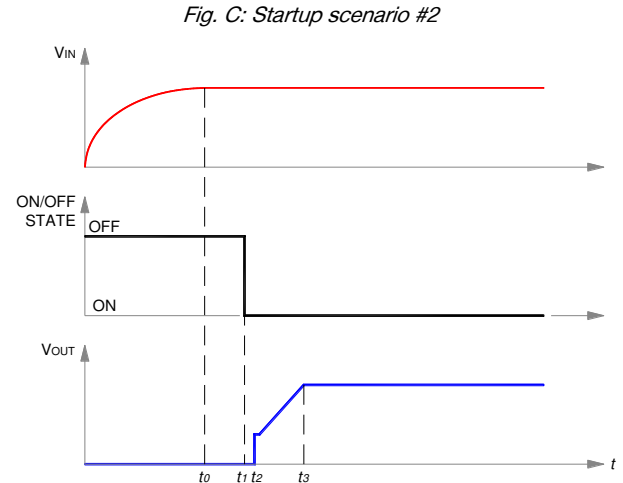 Fig. C: Startup scenario #2
VIN
ON/OFF
STATE
OFF
ON
VOUT
t0 t1 t2 t3 t